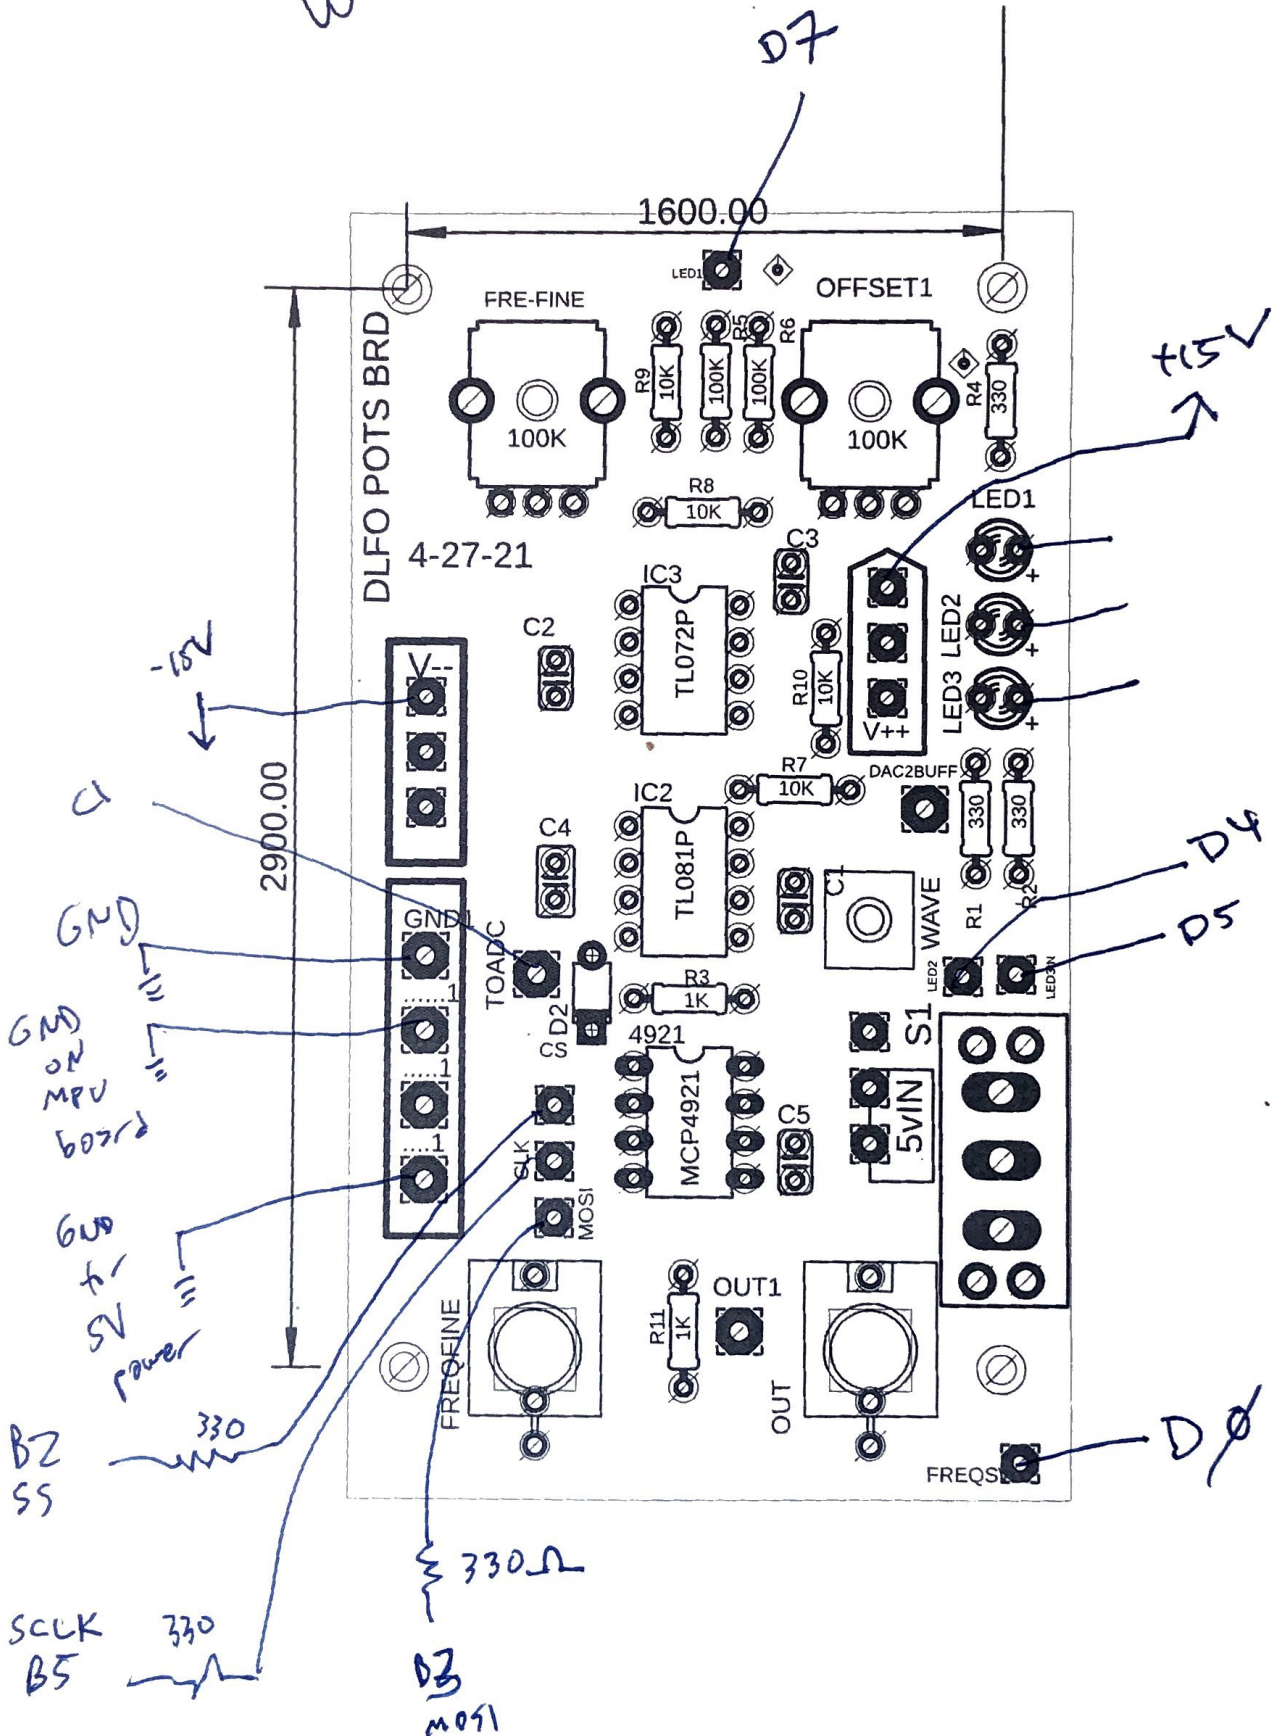 D7
1600.00
LED1
FRE-FINE
OFFSET1
DLFO POTS BRD
R9
10K
R5
100K
R6
100K
R4
330
+15V
100K
100K
R8
10K
LED1
4-27-21
C3
IC3
TL072P
C2
LED2
LED3
+
+
+
-15V
V--
R10
10K
V++
2900.00
R7
10K
DAC2BUFF
IC2
TL081P
C4
330
330
C1
WAVE
R1
R2
D4
D5
GND
GND1
TOADC
LED2
LED3IN
.....1
R3
1K
D2
S1
GND
ON
MPU
board
CS
4921
MCP4921
.....1
C5
5vIN
....1
CLK
MOSI
GND
for
5V
power
FREQFINE
R11
1K
OUT1
OUT
B2
SS
330
FREQS
DØ
330Ω
SCLK
B5
330
B3
MOSI